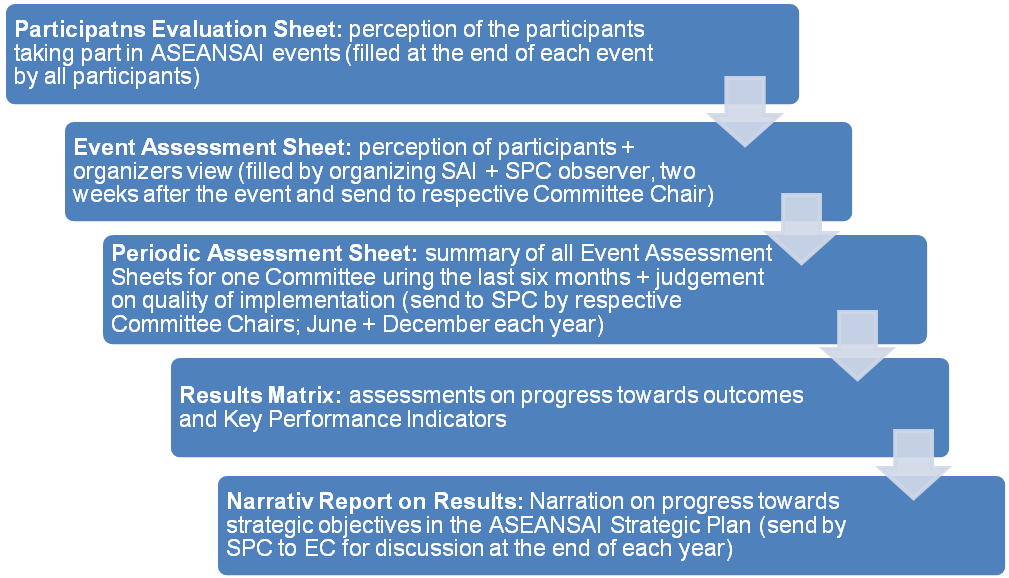 Participatns Evaluation Sheet: perception of the participants
taking part in ASEANSAI events (filled at the end of each event
by all participants)
Event Assessment Sheet: perception of participants +
organizers view (filled by organizing SAI + SPC observer, two
weeks after the event and send to respective Committee Chair)
Periodic Assessment Sheet: summary of all Event Assessment
Sheets for one Committee uring the last six months + judgement
on quality of implementation (send to SPC by respective
Committee Chairs; June + December each year)
Results Matrix: assessments on progress towards outcomes
and Key Performance Indicators
Narrativ Report on Results: Narration on progress towards
strategic objectives in the ASEANSAI Strategic Plan (send by
SPC to EC for discussion at the end of each year)